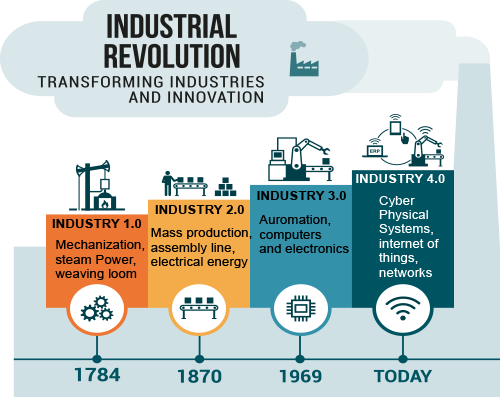 INDUSTRIAL
REVOLUTION
TRANSFORMING INDUSTRIES
AND INNOVATION
INDUSTRY 1.0
Mechanization,
steam Power,
weaving loom
1784
INDUSTRY 2.0
Mass production,
assembly line,
electrical energy
1870
INDUSTRY 3.0
Auromation,
computers
and electronics
1969
ERP
INDUSTRY 4.0
Cyber
Physical
Systems,
internet of
things,
networks
TODAY